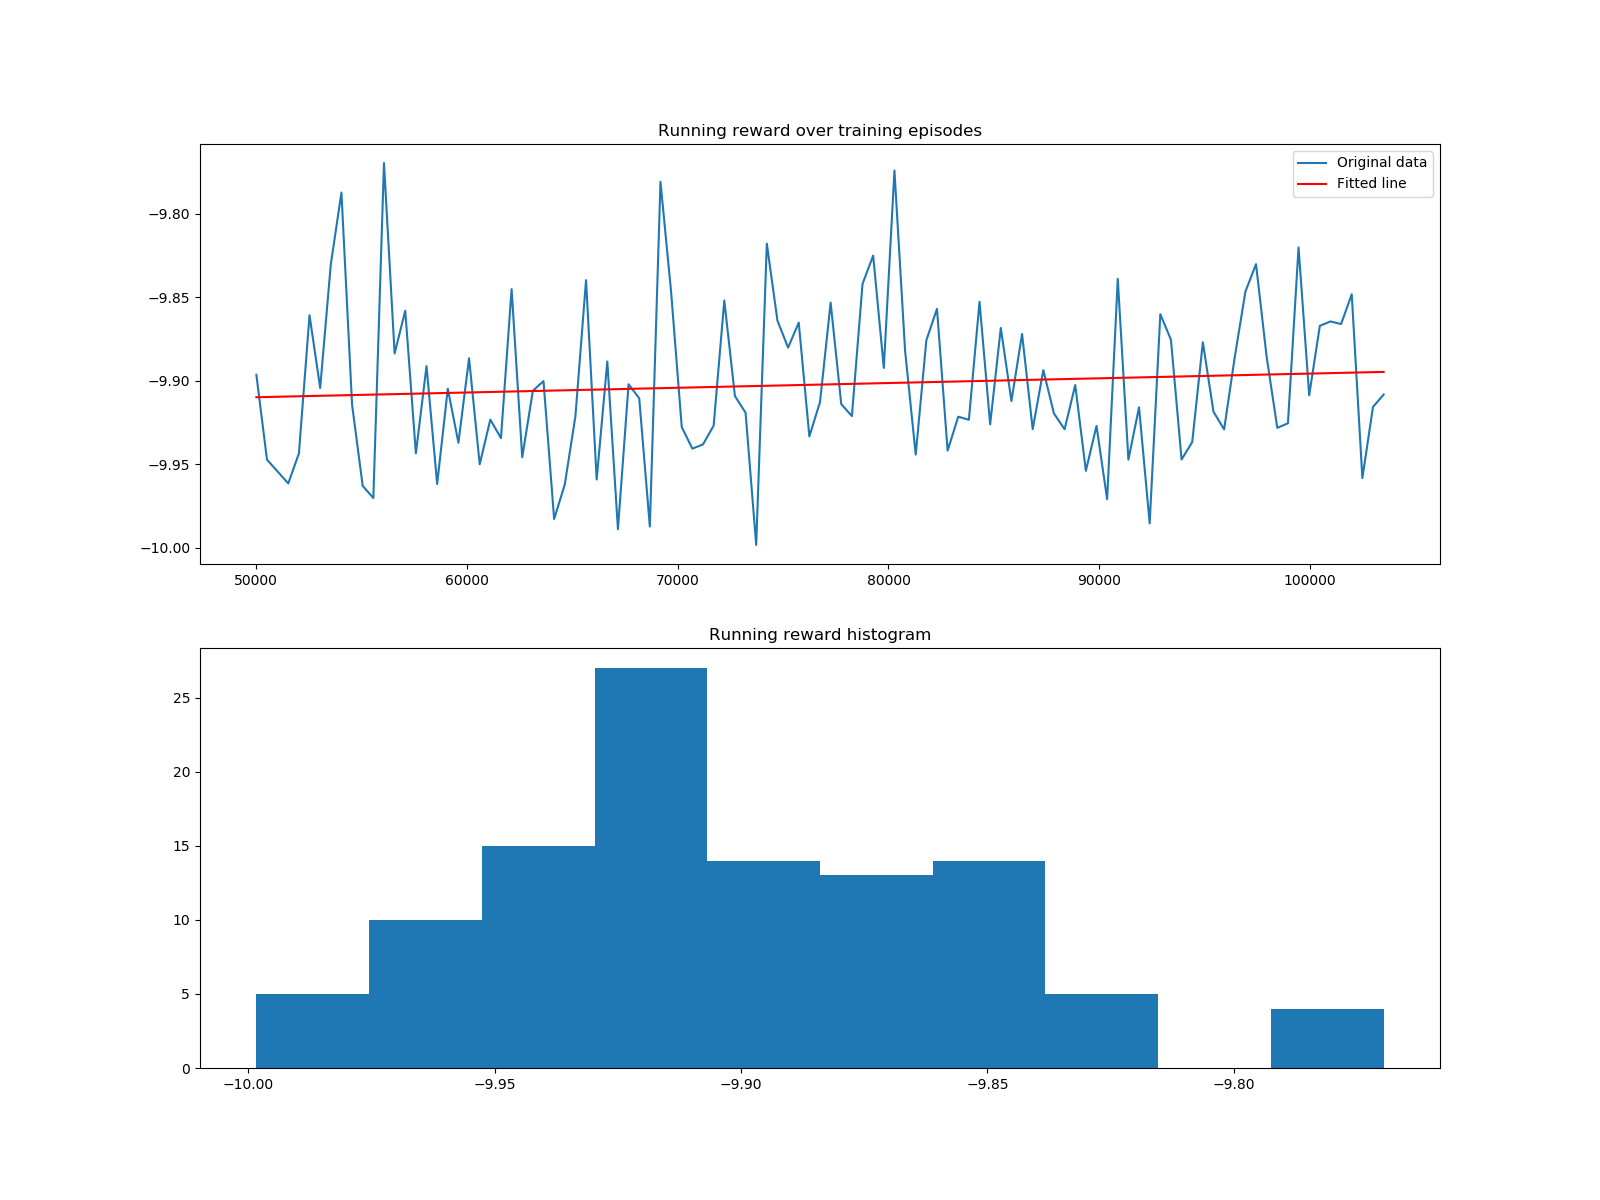 Running reward over training episodes
Original data
Fitted line
−9.80
−9.85
−9.90
−9.95
−10.00
50000 60000 70000 80000 90000 100000
Running reward histogram
25
20
15
10
5
0
−10.00 −9.95 −9.90 −9.85 −9.80